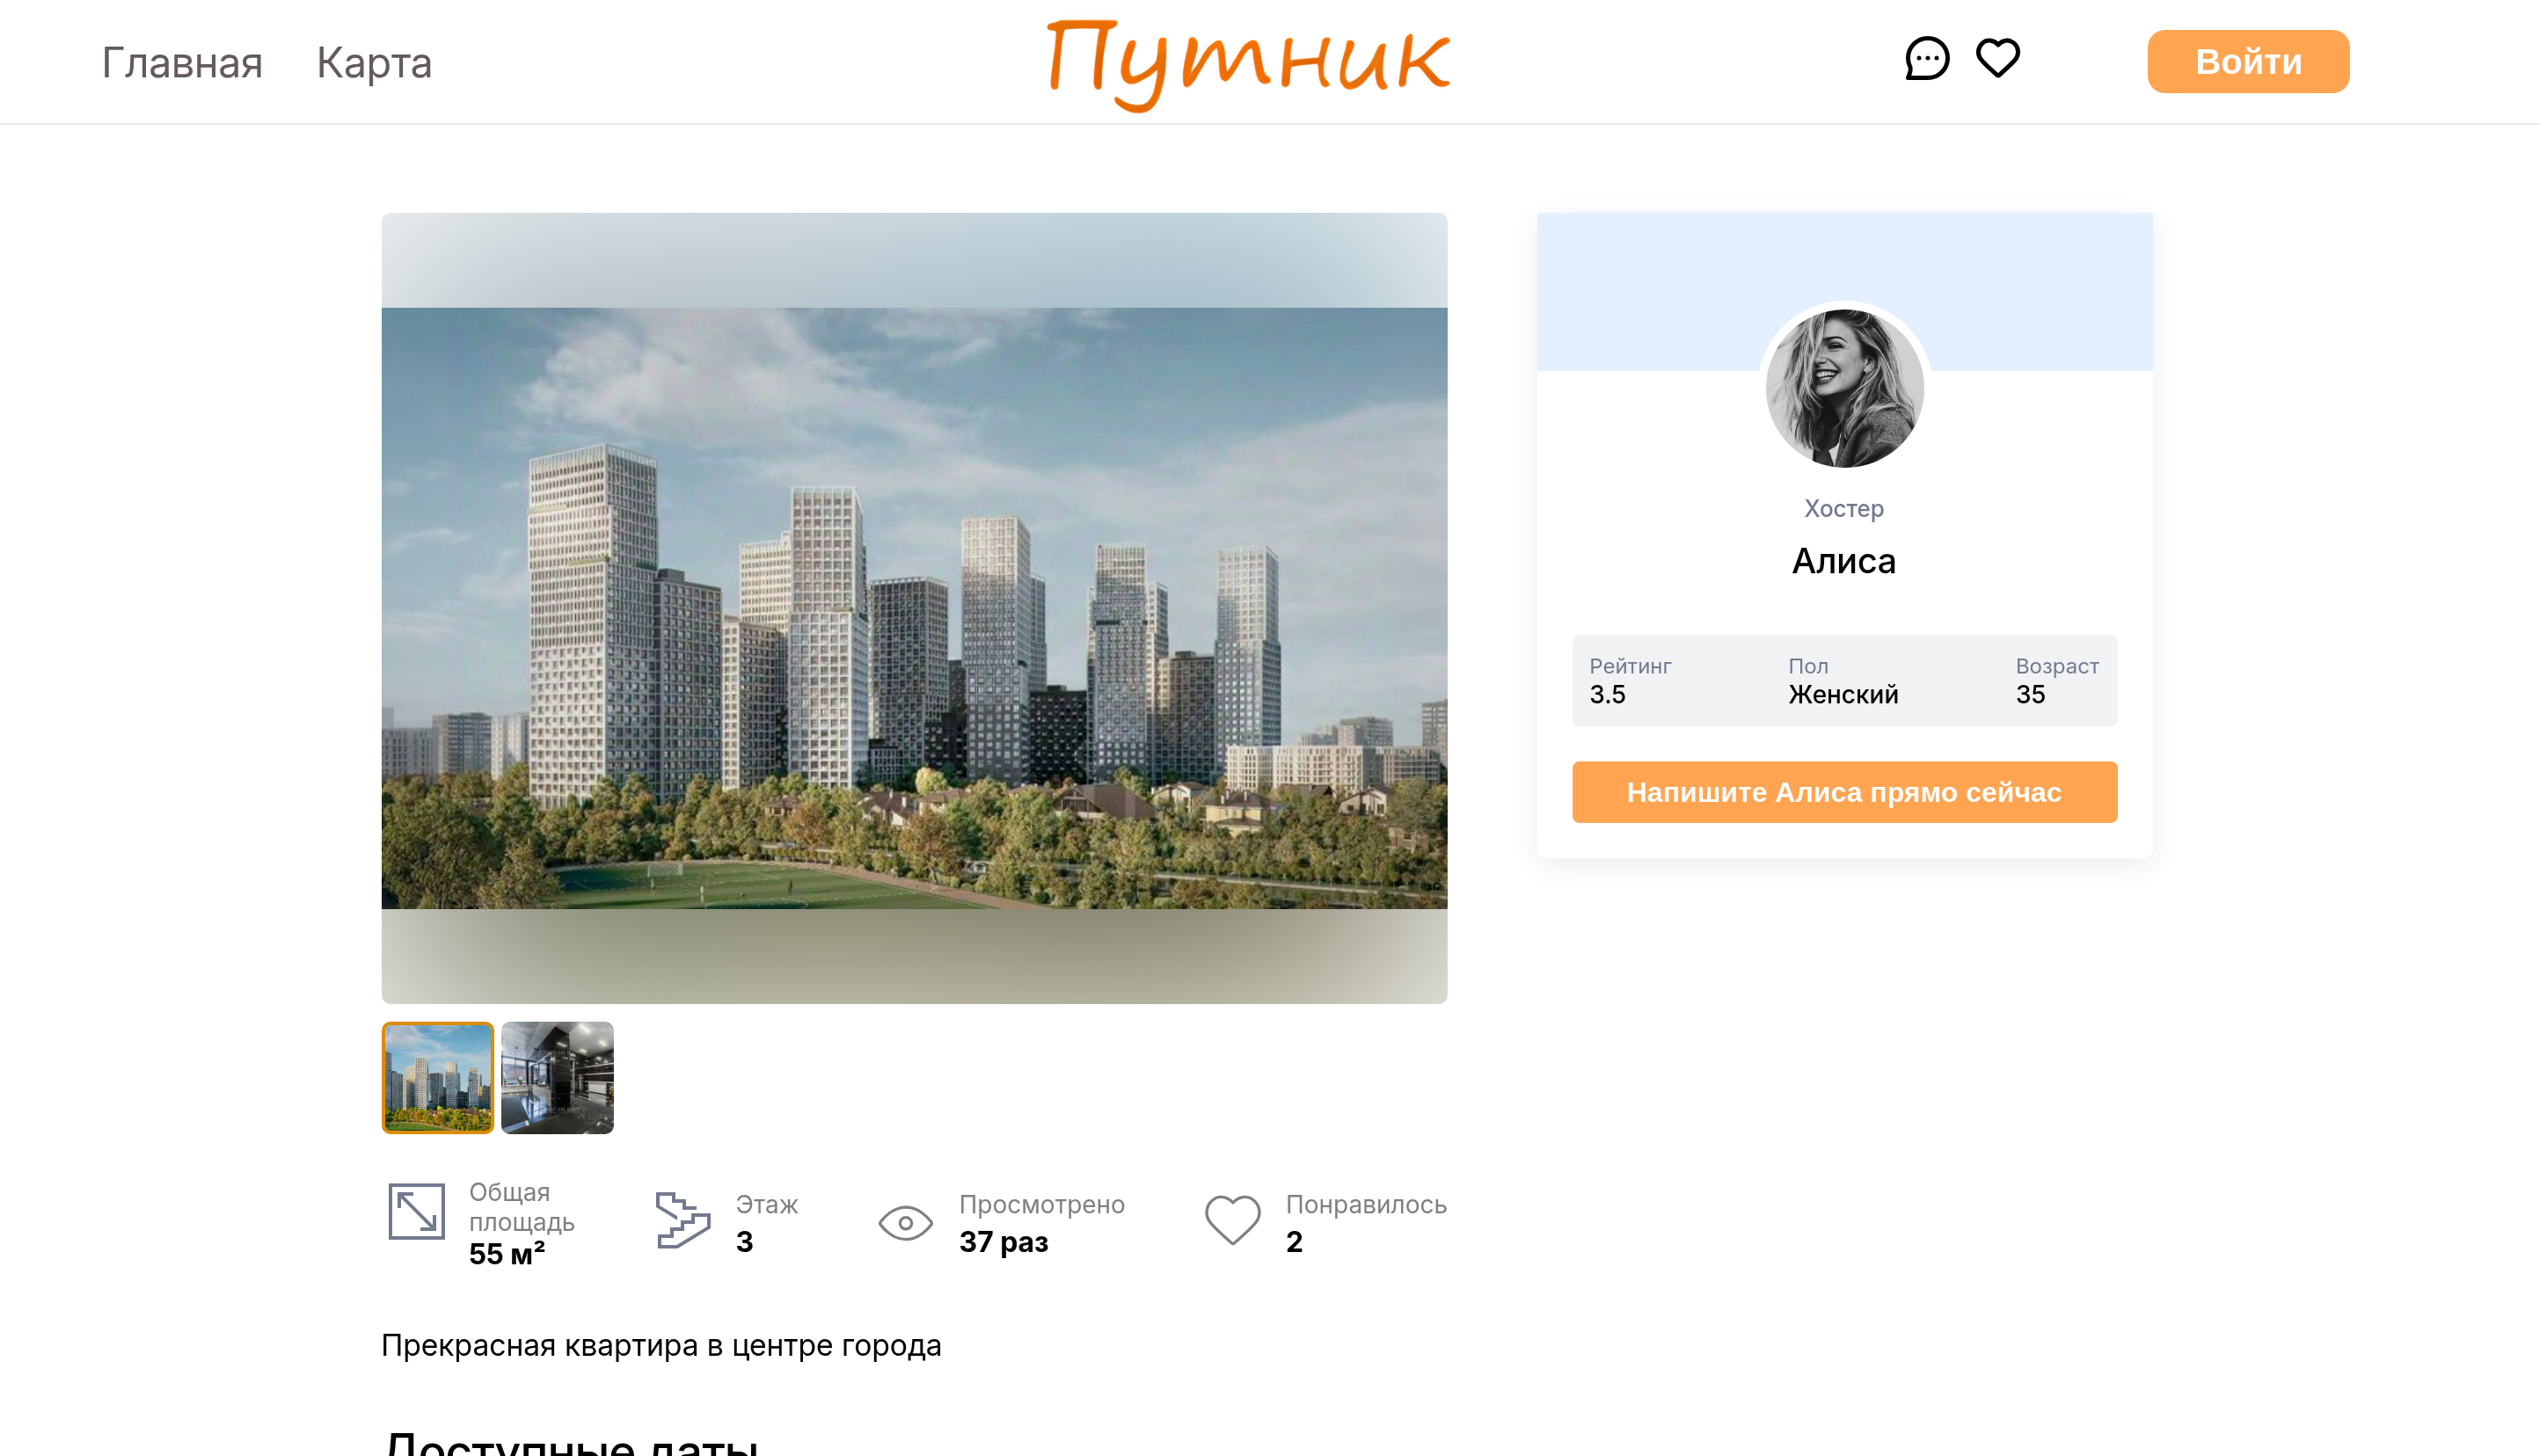 Главная Карта Путник Войти
Хостер
Алиса
Рейтинг Пол Возраст
3.5 Женский 35
Напишите Алиса прямо сейчас
Общая площадь
55 м²
Этаж
3
Просмотрено
37 раз
Понравилось
2
Прекрасная квартира в центре города
Доступные даты